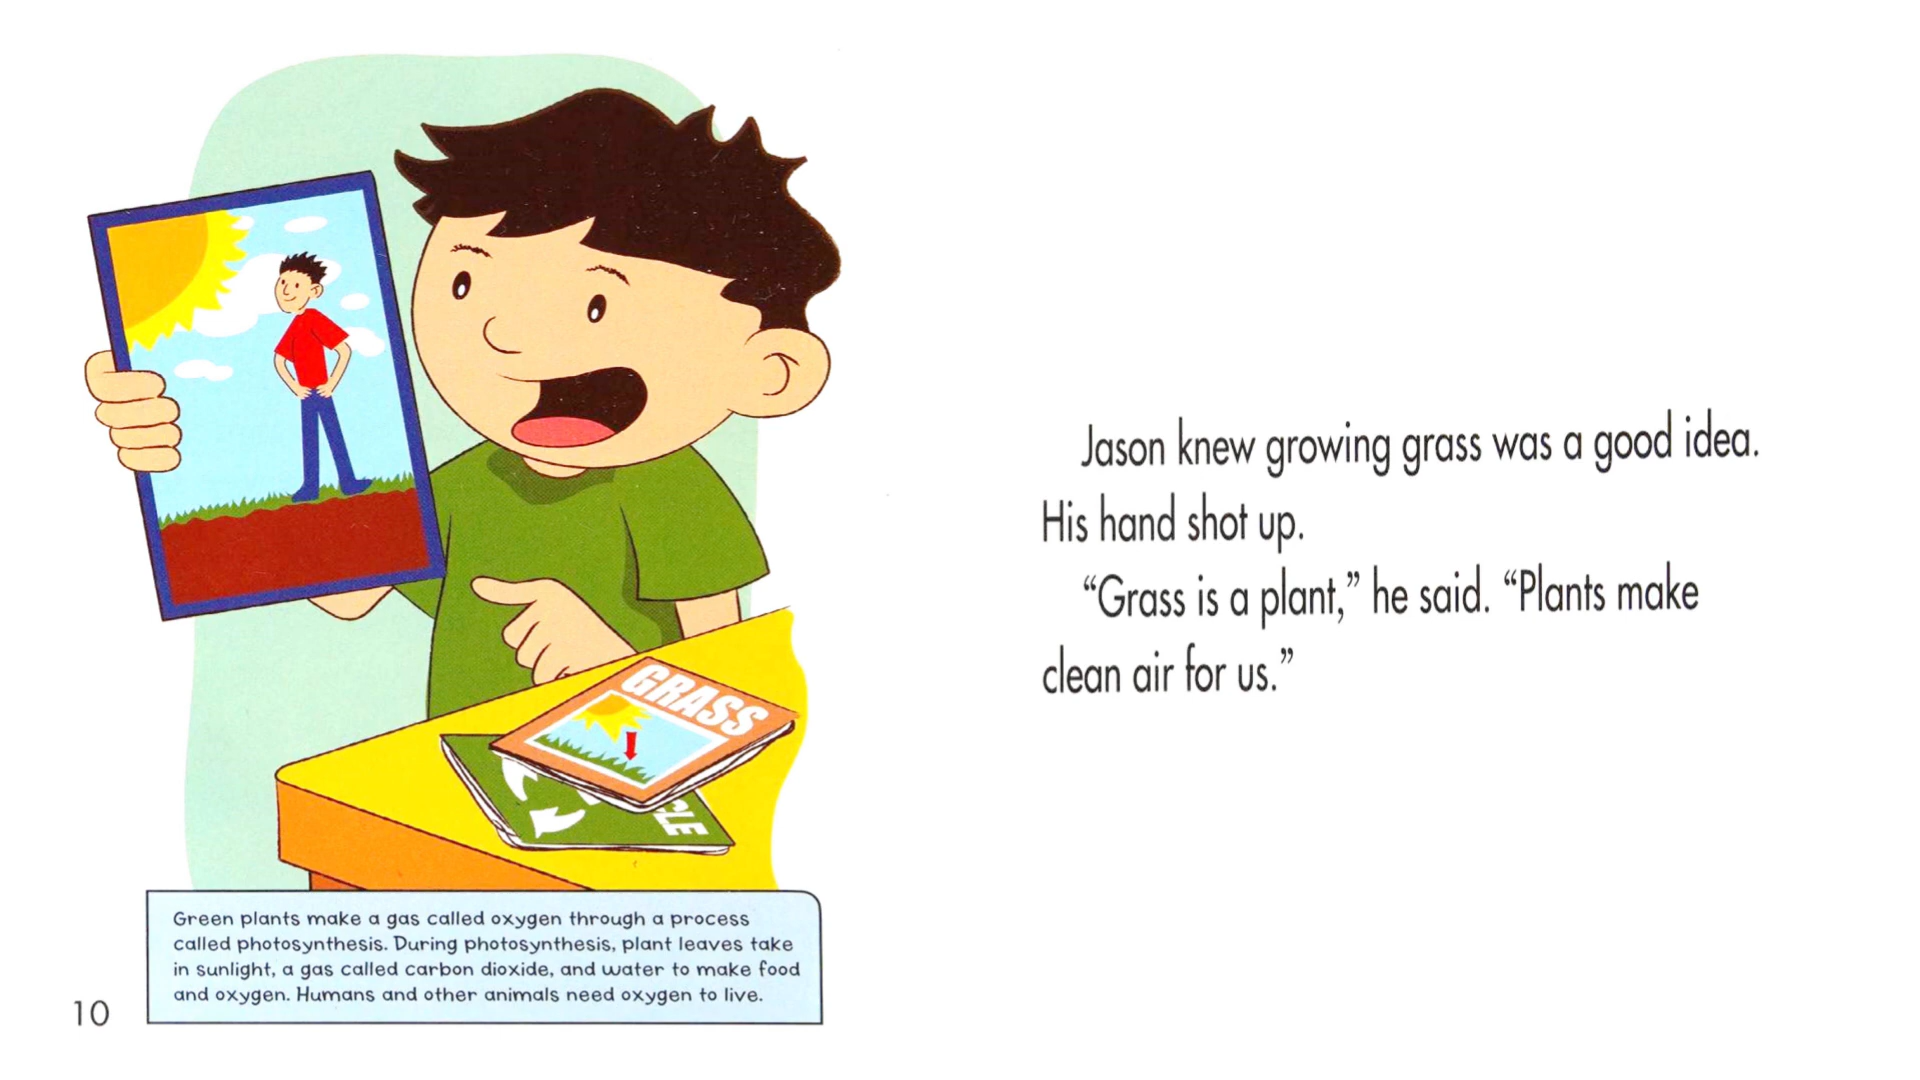 GRASS
CLE
Green plants make a gas called oxygen through a process
called photosynthesis. During photosynthesis, plant leaves take
in sunlight, a gas called carbon dioxide, and water to make food
and oxygen. Humans and other animals need oxygen to live.
10
Jason knew growing grass was a good idea.
His hand shot up.
“Grass is a plant,” he said. “Plants make
clean air for us.”